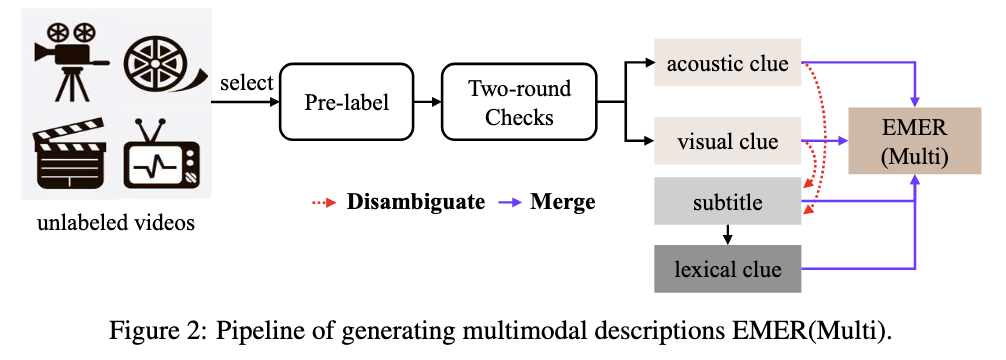 select
Pre-label
Two-round
Checks
acoustic clue
visual clue
EMER
(Multi)
subtitle
lexical clue
unlabeled videos
Disambiguate
Merge
Figure 2: Pipeline of generating multimodal descriptions EMER(Multi).